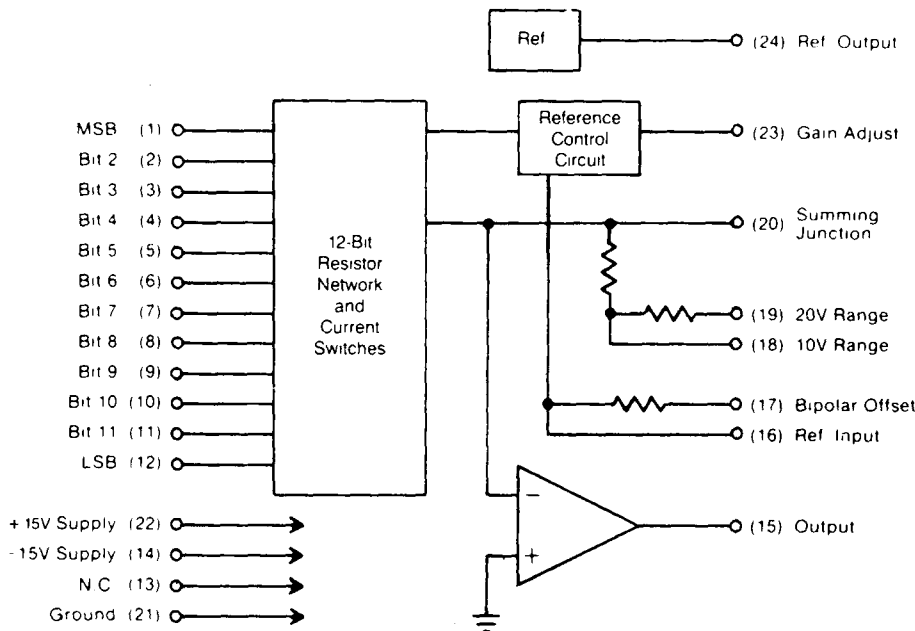 Ref
(24) Ref Output
MSB (1)
Bit 2 (2)
Bit 3 (3)
Bit 4 (4)
Bit 5 (5)
Bit 6 (6)
Bit 7 (7)
Bit 8 (8)
Bit 9 (9)
Bit 10 (10)
Bit 11 (11)
LSB (12)
12-Bit
Resistor
Network
and
Current
Switches
Reference
Control
Circuit
(23) Gain Adjust
(20) Summing
Junction
(19) 20V Range
(18) 10V Range
(17) Bipolar Offset
(16) Ref Input
−
+
(15) Output
+ 15V Supply (22)
- 15V Supply (14)
N.C (13)
Ground (21)